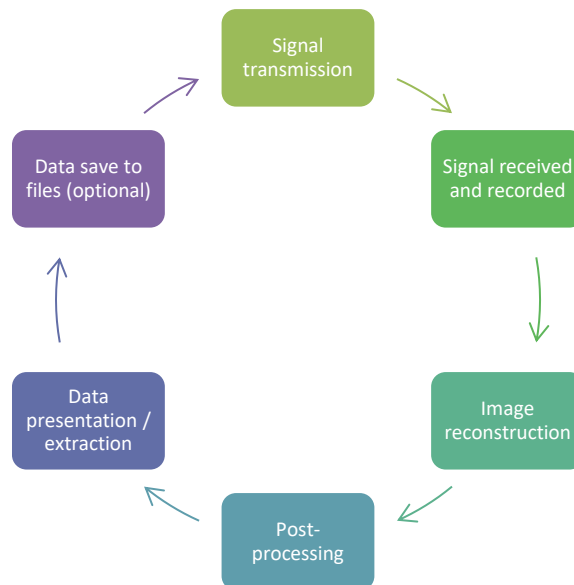 Signal
transmission
Signal received
and recorded
Image
reconstruction
Post-
processing
Data
presentation /
extraction
Data save to
files (optional)